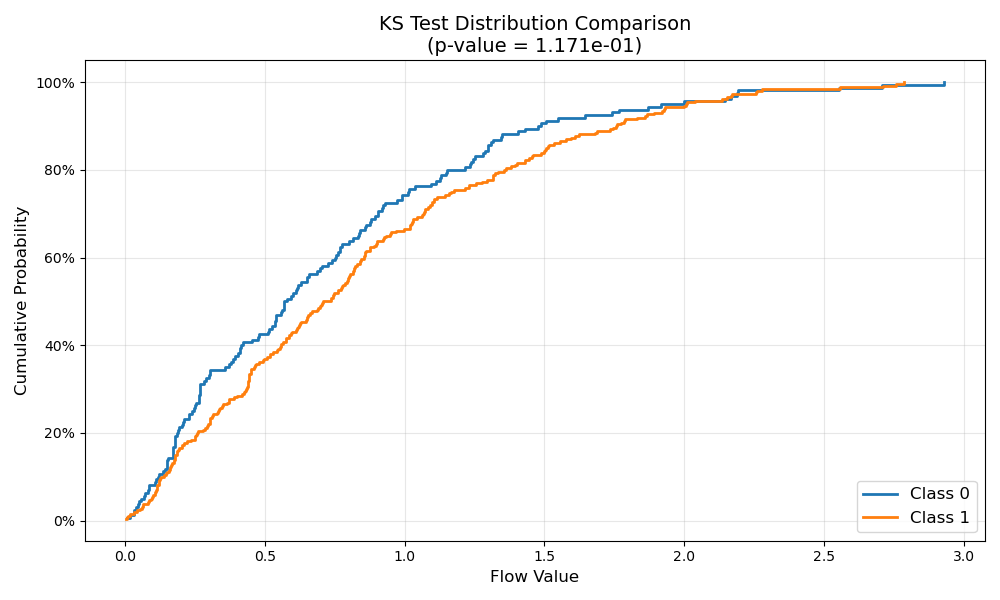 KS Test Distribution Comparison
(p-value = 1.171e-01)
100%
80%
60%
40%
20%
0%
Cumulative Probability
Class 0
Class 1
0.0 0.5 1.0 1.5 2.0 2.5 3.0
Flow Value